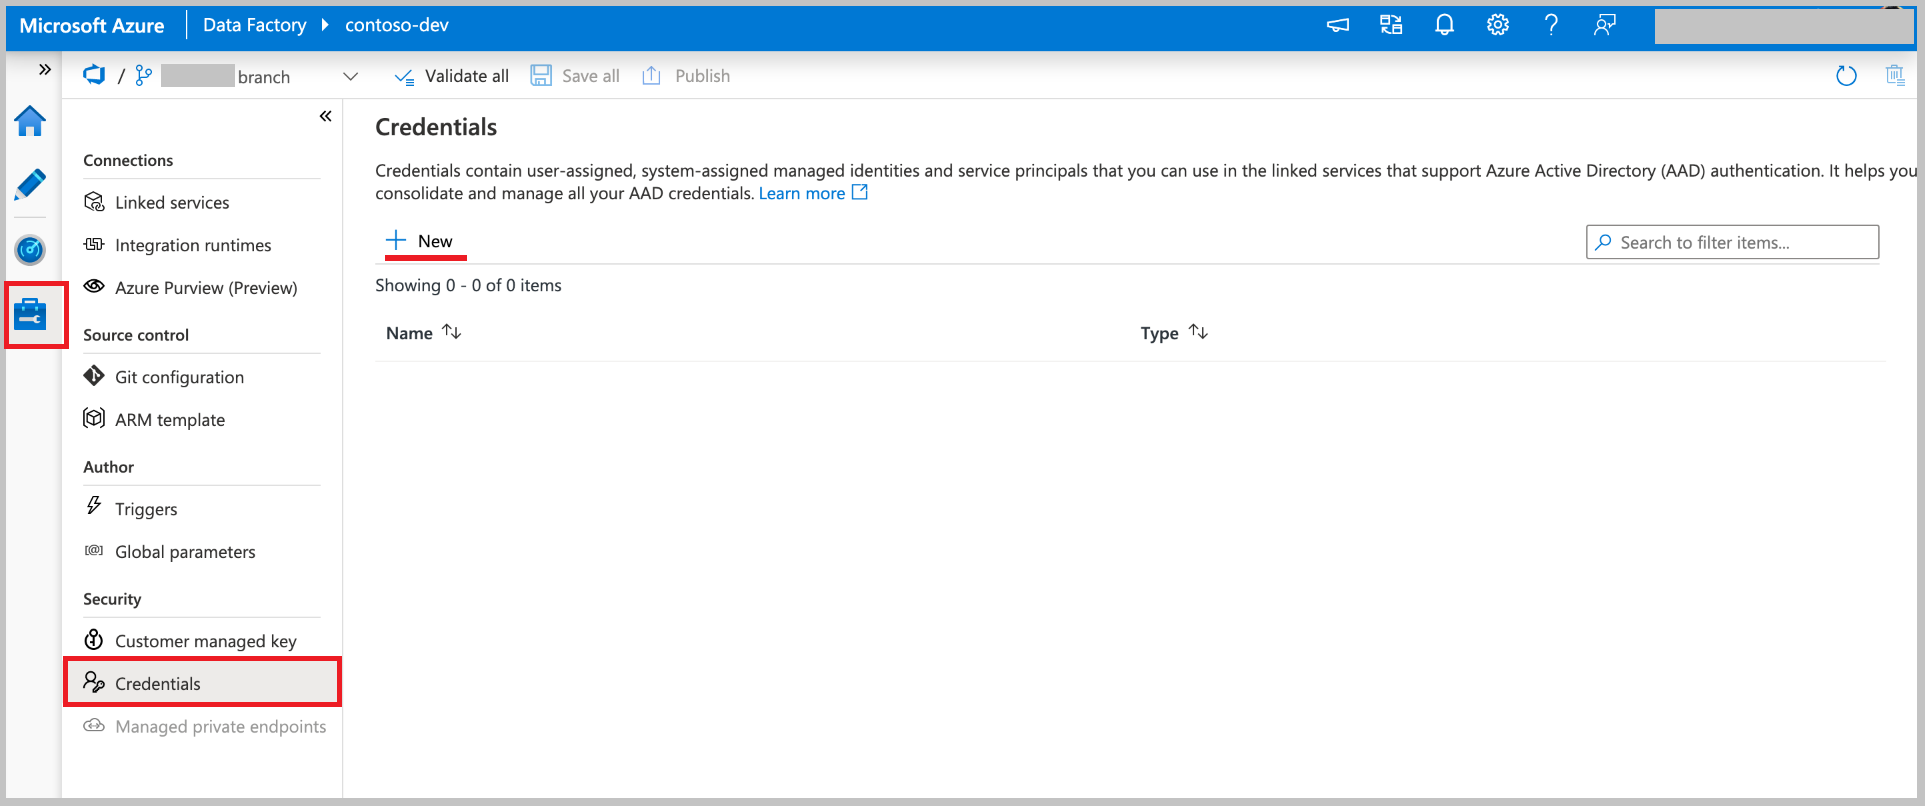 Microsoft Azure Data Factory contoso-dev
/ branch Validate all Save all Publish
Connections
Linked services
Integration runtimes
Azure Purview (Preview)
Source control
Git configuration
ARM template
Author
Triggers
Global parameters
Security
Customer managed key
Credentials
Managed private endpoints
Credentials
Credentials contain user-assigned, system-assigned managed identities and service principals that you can use in the linked services that support Azure Active Directory (AAD) authentication. It helps you
consolidate and manage all your AAD credentials. Learn more
New
Search to filter items...
Showing 0 - 0 of 0 items
Name Type